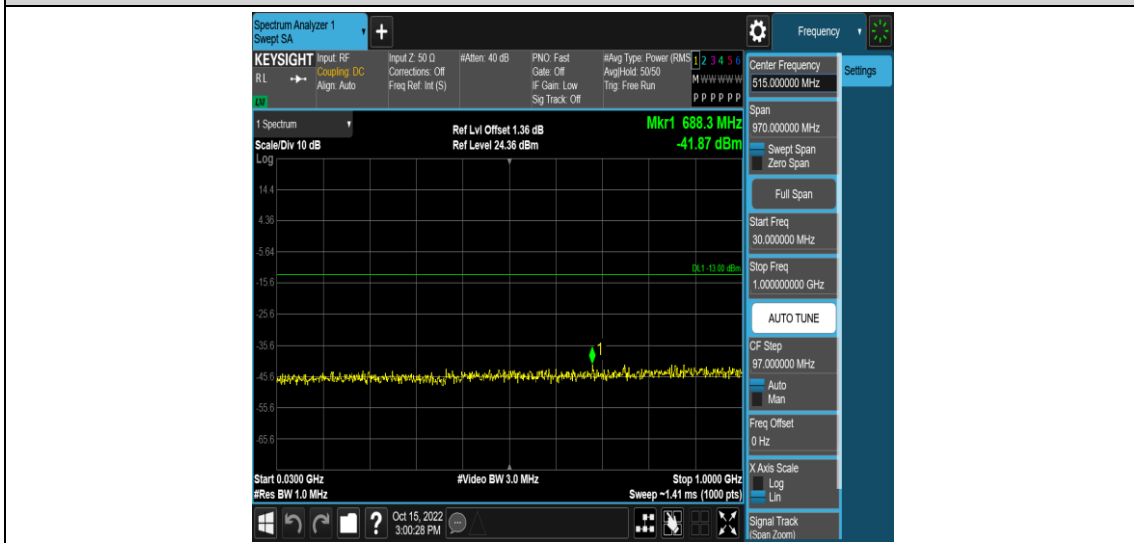 Spectrum Analyzer 1
Swept SA
Frequency
KEYSIGHT
RL
LXI
Input: RF
Coupling: DC
Align: Auto
Input Z: 50 Ω
Corrections: Off
Freq Ref: Int (S)
#Atten: 40 dB
PNO: Fast
Gate: Off
IF Gain: Low
Sig Track: Off
#Avg Type: Power (RMS
Avg|Hold: 50/50
Trig: Free Run
1 2 3 4 5 6
M W W W W W
P P P P P P
1 Spectrum
Scale/Div 10 dB
Log
Ref Lvl Offset 1.36 dB
Ref Level 24.36 dBm
Mkr1 688.3 MHz
-41.87 dBm
14.4
4.36
-5.64
DL1 -13.00 dBm
-15.6
-25.6
-35.6
1
-45.6
-55.6
-65.6
Start 0.0300 GHz
#Res BW 1.0 MHz
#Video BW 3.0 MHz
Stop 1.0000 GHz
Sweep ~1.41 ms (1000 pts)
Oct 15, 2022
3:00:28 PM
Center Frequency
515.000000 MHz
Settings
Span
970.000000 MHz
Swept Span
Zero Span
Full Span
Start Freq
30.000000 MHz
Stop Freq
1.000000000 GHz
AUTO TUNE
CF Step
97.000000 MHz
Auto
Man
Freq Offset
0 Hz
X Axis Scale
Log
Lin
Signal Track
(Span Zoom)